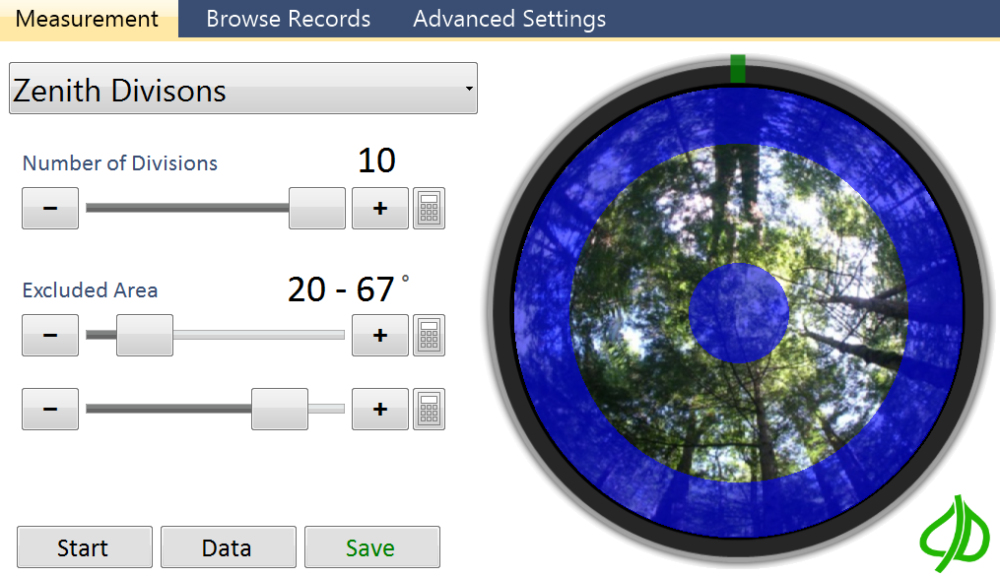 Measurement Browse Records Advanced Settings
Zenith Divisons
Number of Divisions 10
− +
Excluded Area 20 - 67 °
− +
− +
Start Data Save